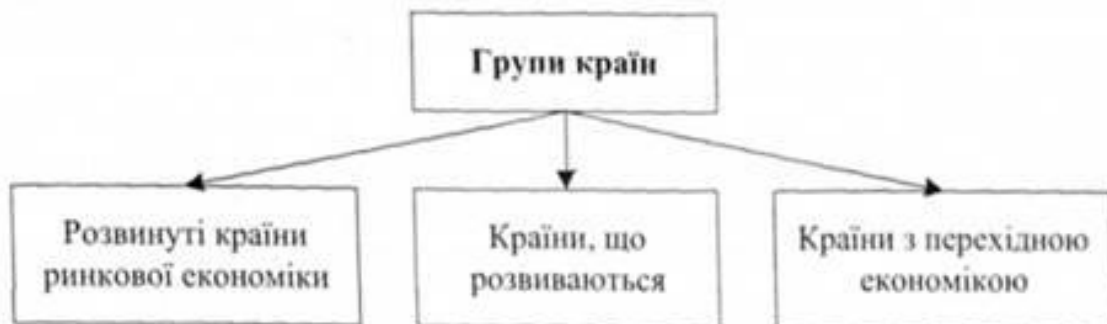 Групи країн
Розвинуті країни
ринкової економіки
Країни, що
розвиваються
Країни з перехідною
економікою